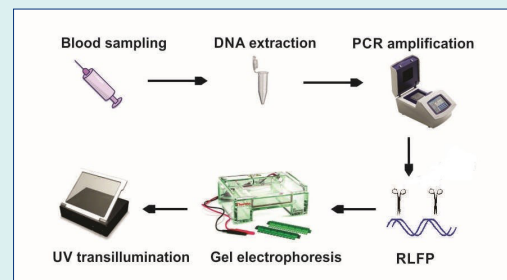 Blood sampling
DNA extraction
PCR amplification
RLFP
Gel electrophoresis
UV transillumination